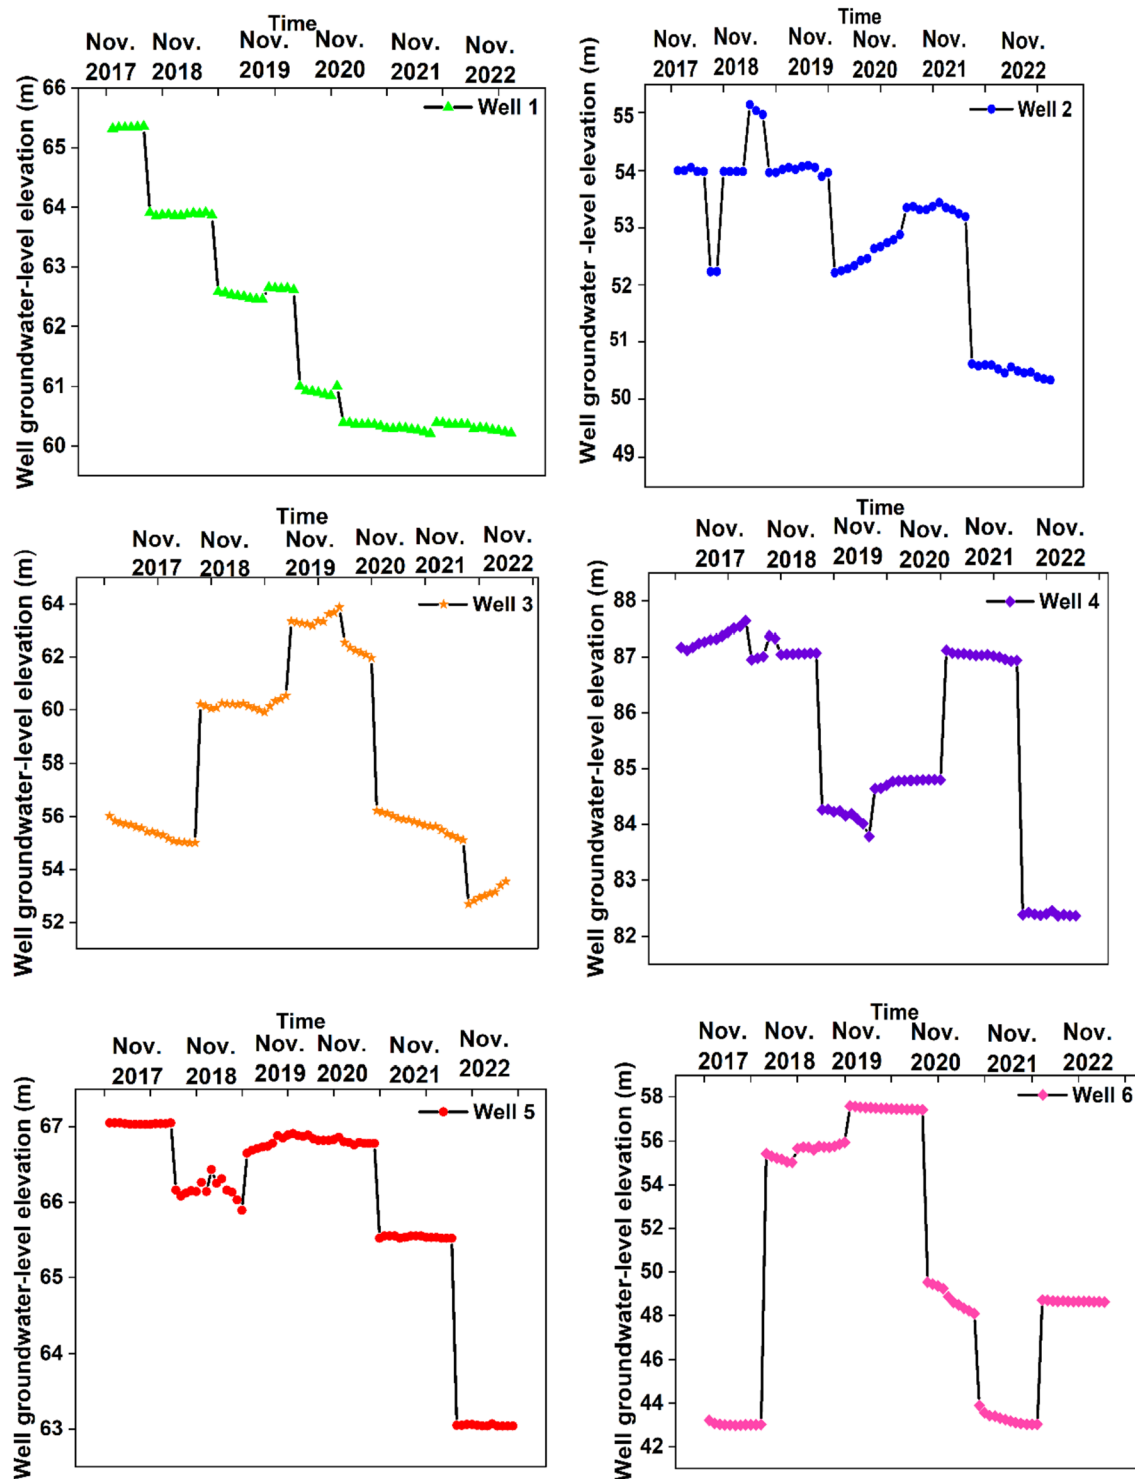 Time
Nov. Nov. Nov. Nov. Nov. Nov.
2017 2018 2019 2020 2021 2022
Well groundwater-level elevation (m)
66
65
64
63
62
61
60
Well 1
Time
Nov. Nov. Nov. Nov. Nov. Nov.
2017 2018 2019 2020 2021 2022
Well groundwater -level elevation (m)
55
54
53
52
51
50
49
Well 2
Time
Nov. Nov. Nov. Nov. Nov. Nov.
2017 2018 2019 2020 2021 2022
Well groundwater-level elevation (m)
64
62
60
58
56
54
52
Well 3
Time
Nov. Nov. Nov. Nov. Nov. Nov.
2017 2018 2019 2020 2021 2022
Well groundwater-level elevation (m)
88
87
86
85
84
83
82
Well 4
Time
Nov. Nov. Nov. Nov. Nov. Nov.
2017 2018 2019 2020 2021 2022
Well groundwater-level elevation (m)
67
66
65
64
63
Well 5
Time
Nov. Nov. Nov. Nov. Nov. Nov.
2017 2018 2019 2020 2021 2022
Well groundwater-level elevation (m)
58
56
54
52
50
48
46
44
42
Well 6